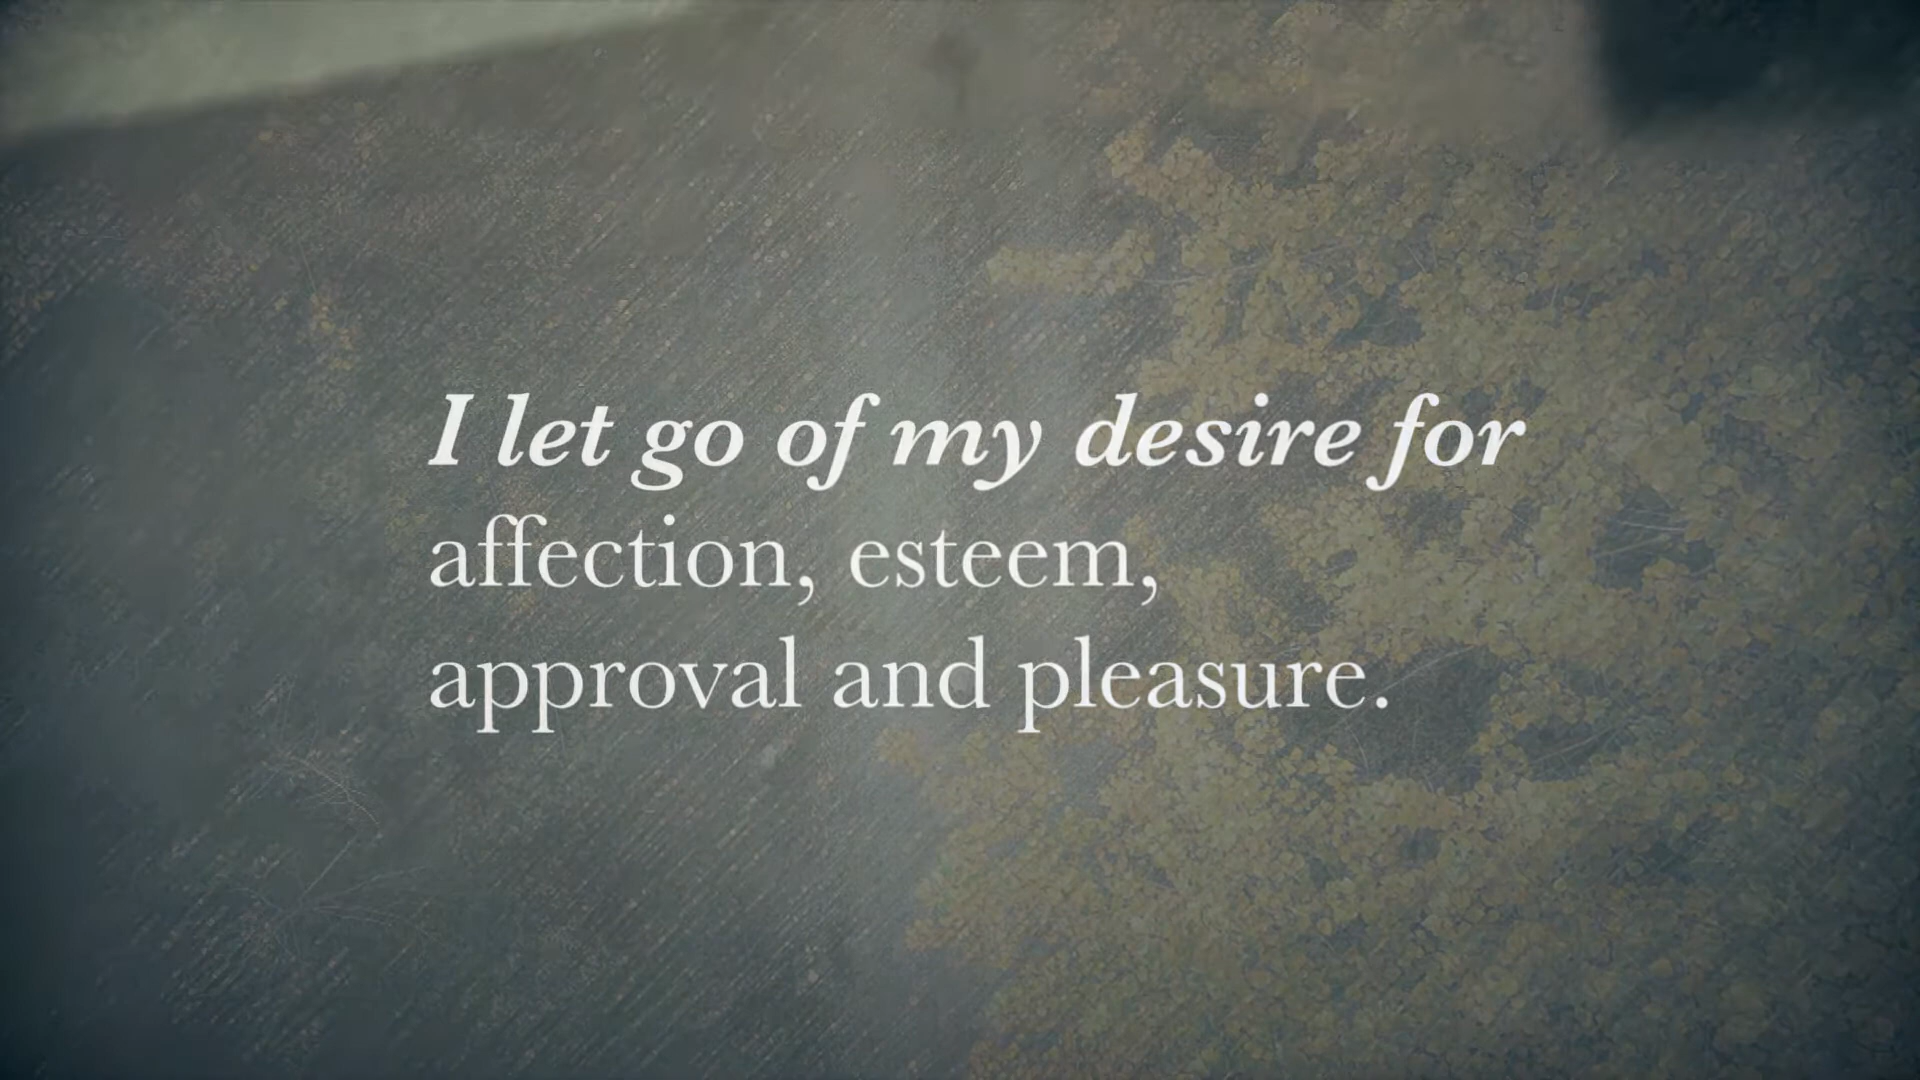 I let go of my desire for
affection, esteem,
approval and pleasure.